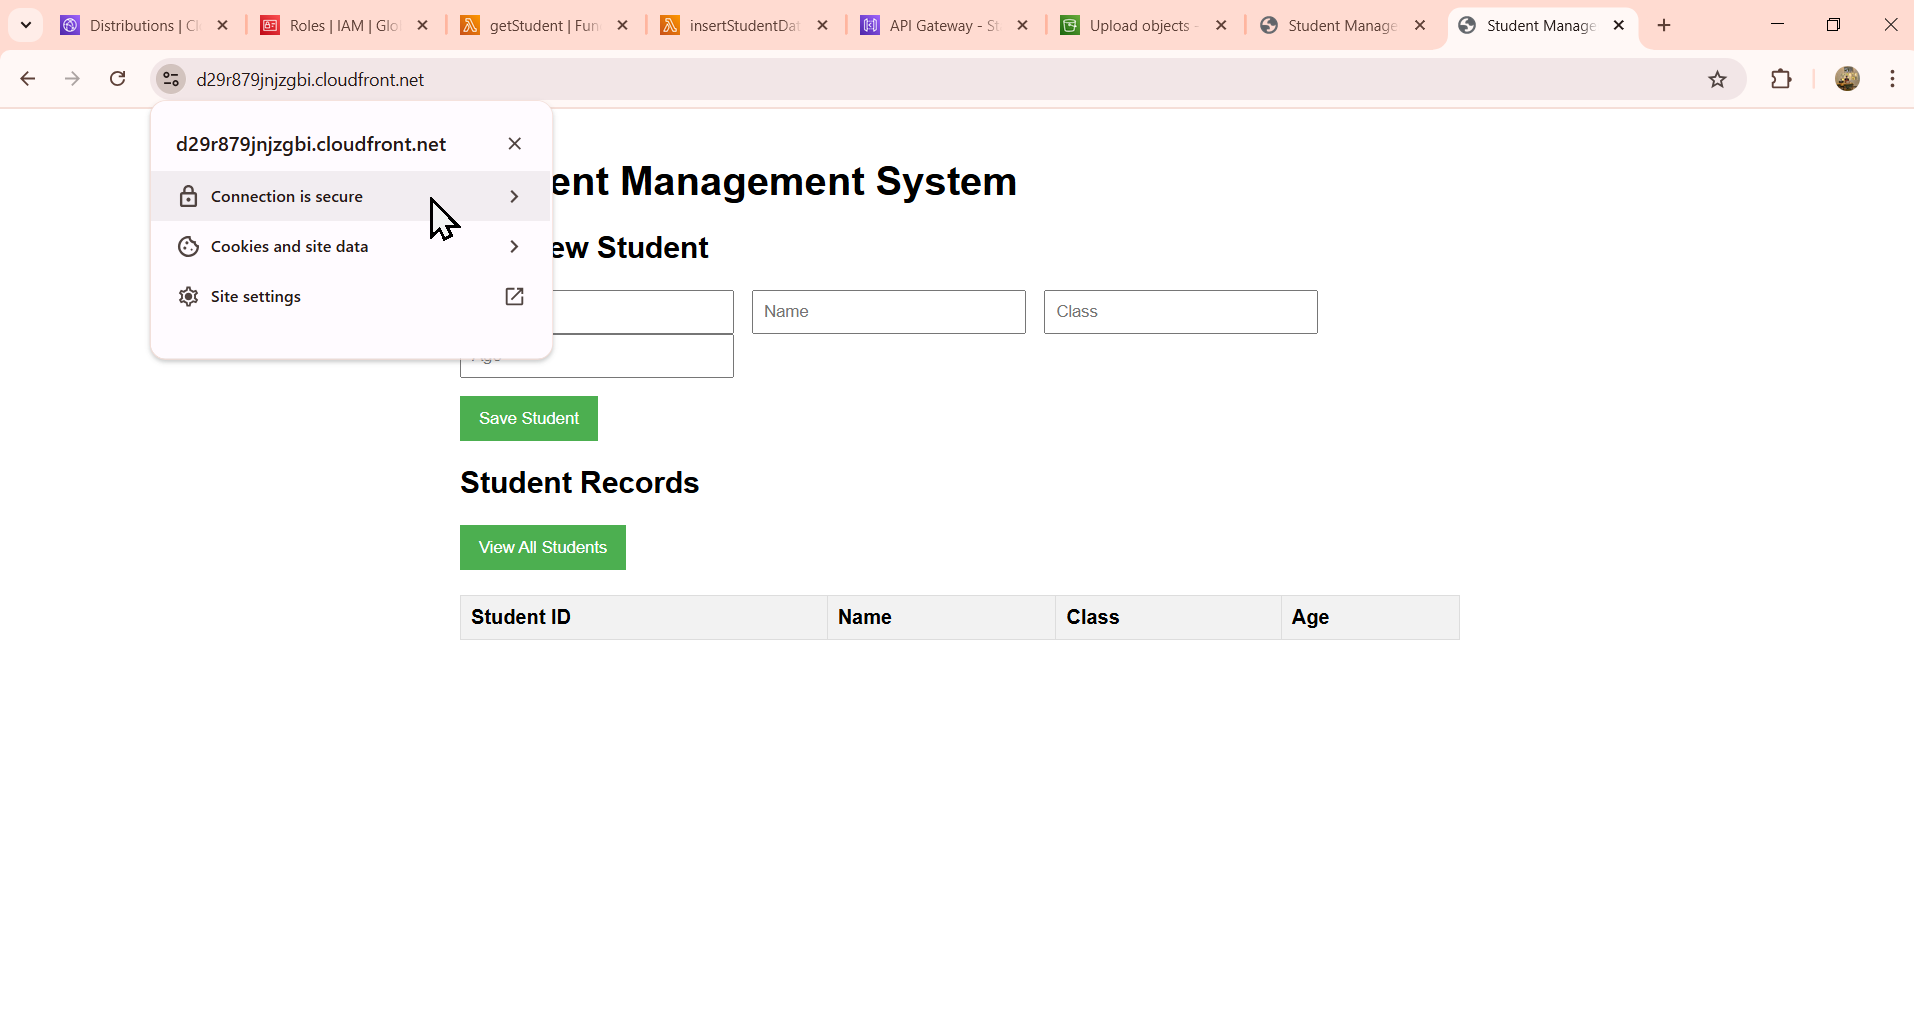 Distributions | Cl
Roles | IAM | Glo
getStudent | Fun
insertStudentDat
API Gateway - St
Upload objects -
Student Manage
Student Manage
d29r879jnjzgbi.cloudfront.net
d29r879jnjzgbi.cloudfront.net
Connection is secure
Cookies and site data
Site settings
ent Management System
ew Student
Name
Class
Save Student
Student Records
View All Students
Student ID
Name
Class
Age